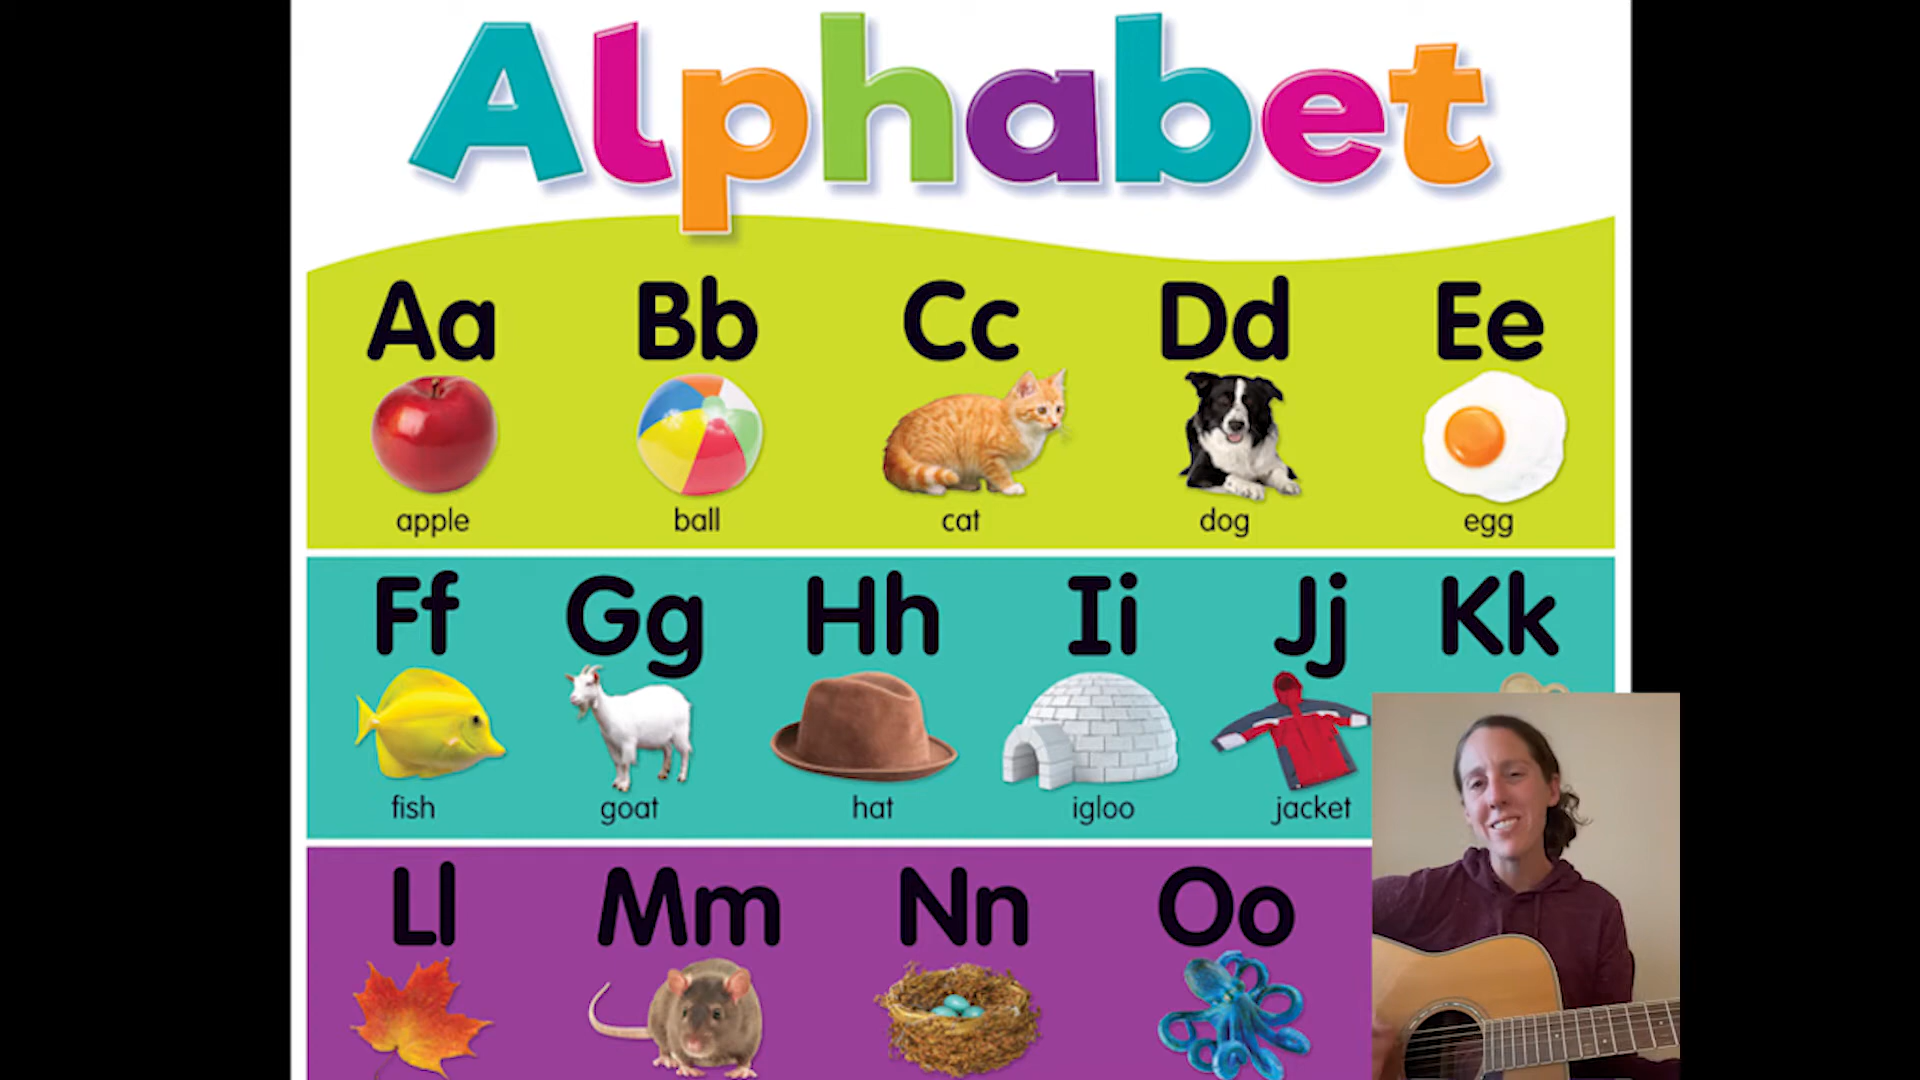 Alphabet
Aa Bb Cc Dd Ee
apple ball cat dog egg
Ff Gg Hh Ii Jj Kk
fish goat hat igloo jacket
Ll Mm Nn Oo